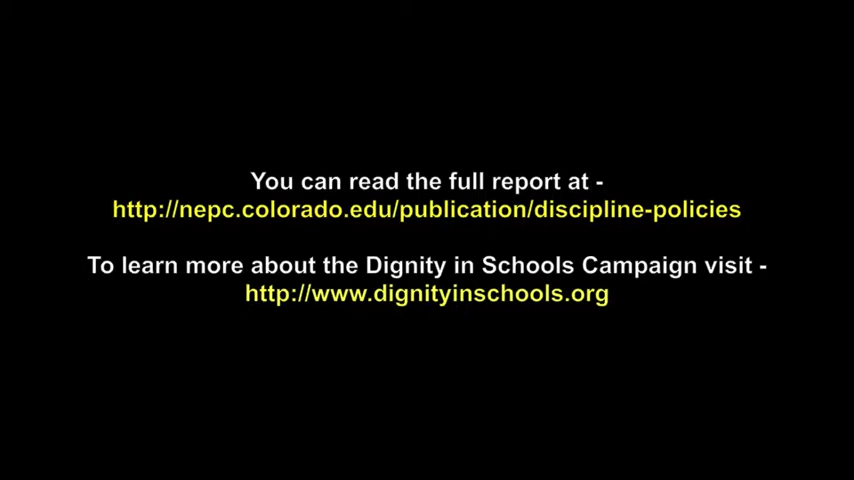 You can read the full report at -
http://nepc.colorado.edu/publication/discipline-policies
To learn more about the Dignity in Schools Campaign visit -
http://www.dignityinschools.org